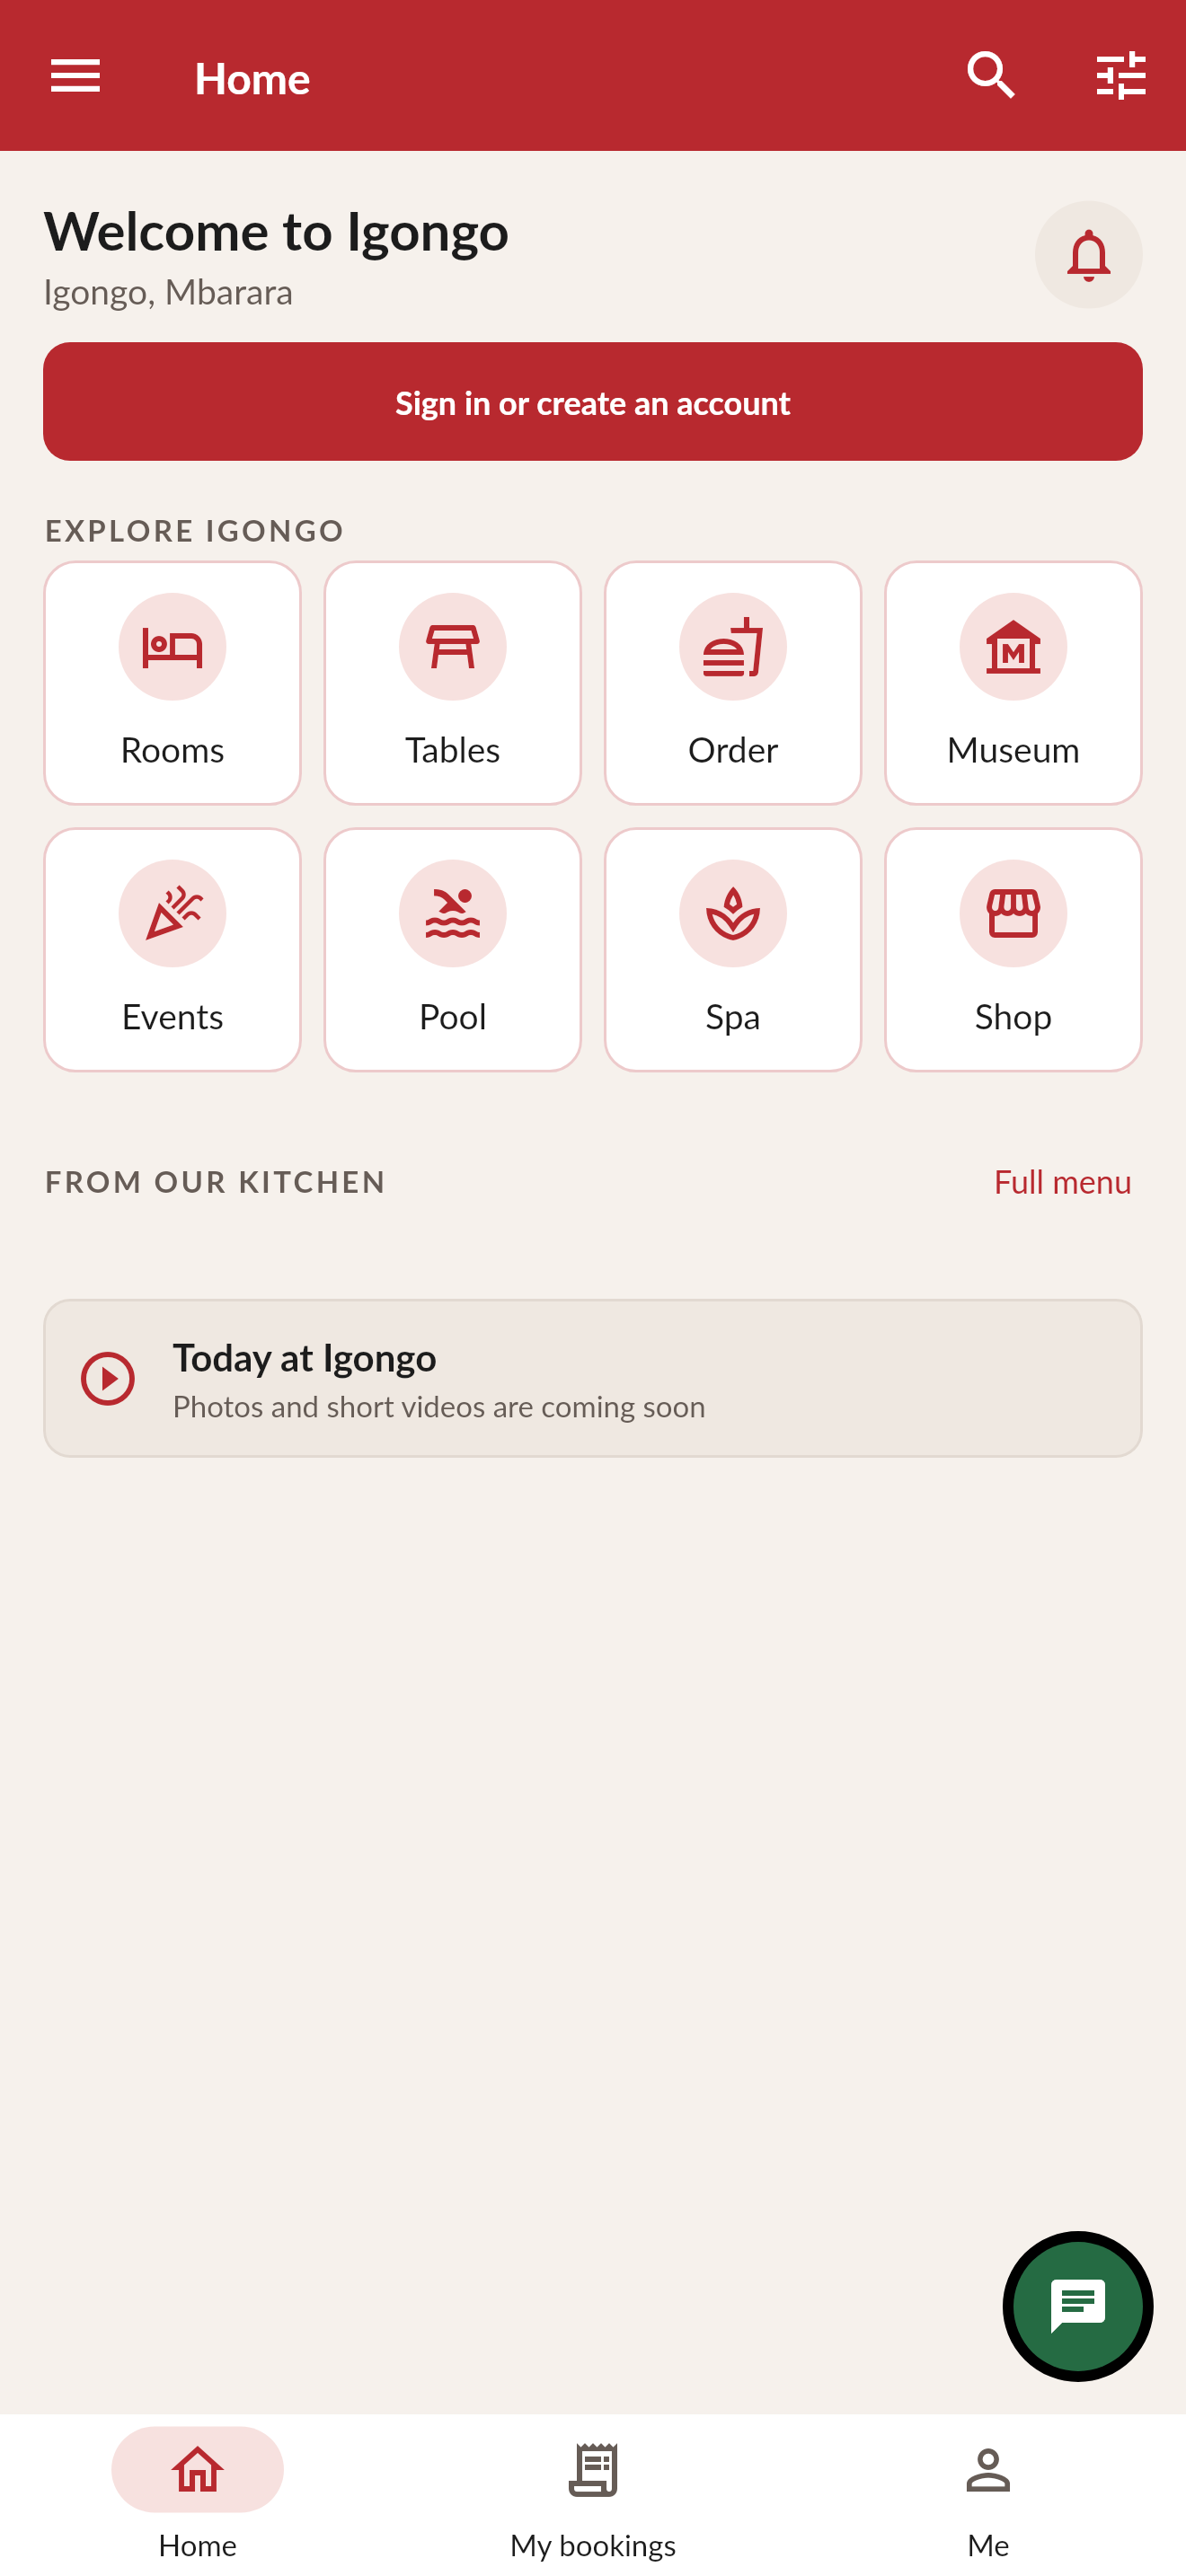 Home
Welcome to Igongo
Igongo, Mbarara
Sign in or create an account
EXPLORE IGONGO
Rooms
Tables
Order
M
Museum
Events
Pool
Spa
Shop
FROM OUR KITCHEN
Full menu
Today at Igongo
Photos and short videos are coming soon
Home
My bookings
Me